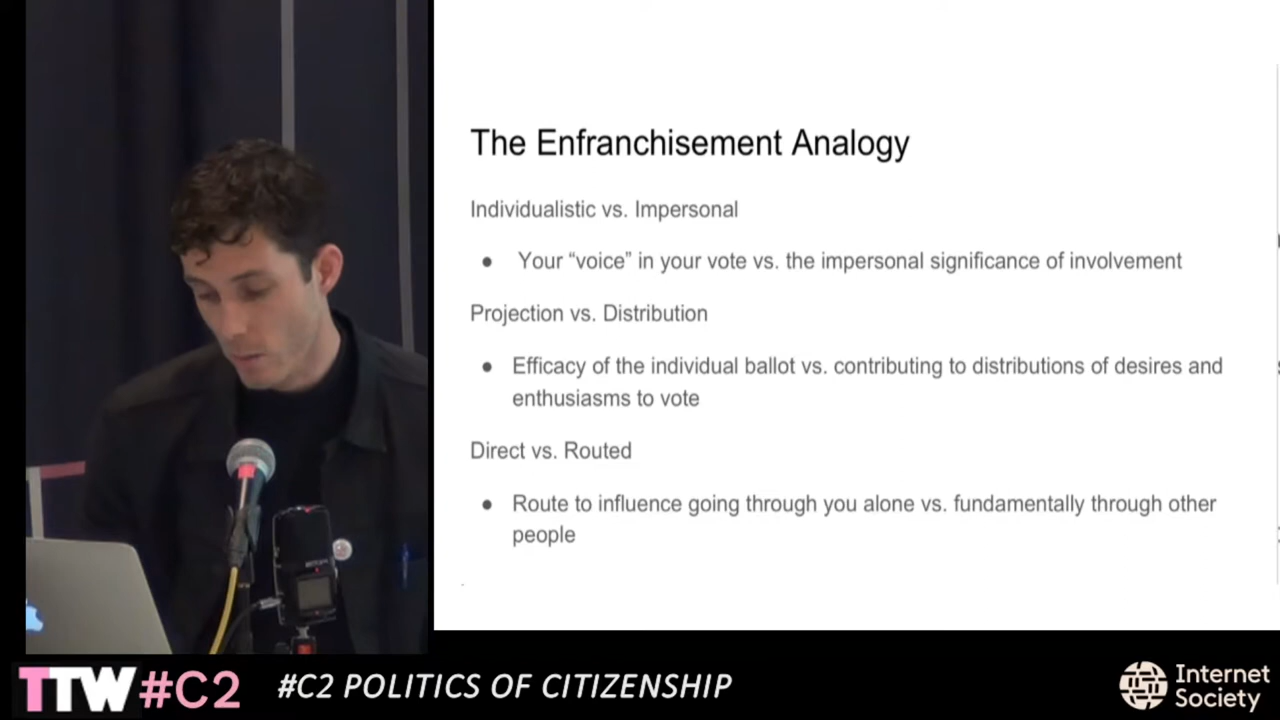 The Enfranchisement Analogy
Individualistic vs. Impersonal
● Your “voice” in your vote vs. the impersonal significance of involvement
Projection vs. Distribution
● Efficacy of the individual ballot vs. contributing to distributions of desires and
enthusiasms to vote
Direct vs. Routed
● Route to influence going through you alone vs. fundamentally through other
people
TTW#C2
#C2 POLITICS OF CITIZENSHIP
Internet
Society